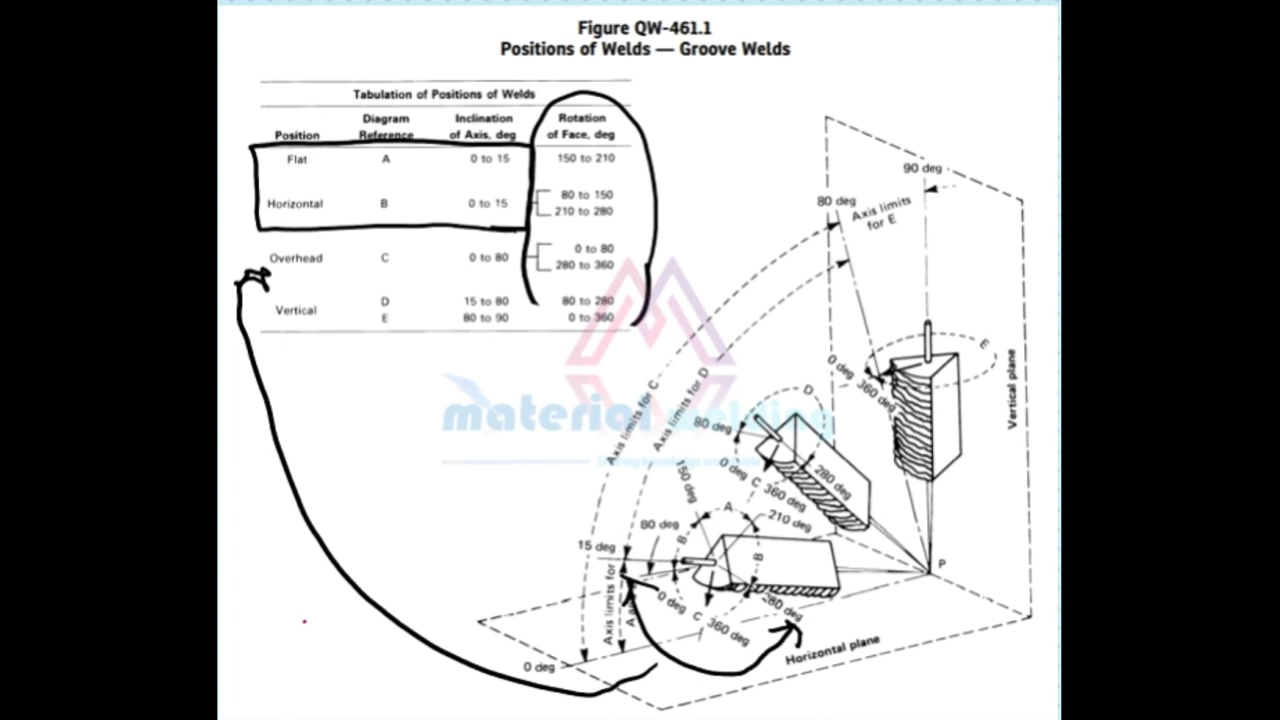 Figure QW-461.1
Positions of Welds — Groove Welds
Tabulation of Positions of Welds
Position Diagram Reference Inclination of Axis, deg Rotation of Face, deg
Flat A 0 to 15 150 to 210
Horizontal B 0 to 15 80 to 150
210 to 280
Overhead C 0 to 80 0 to 80
280 to 360
Vertical D 15 to 80 80 to 280
E 80 to 90 0 to 360
90 deg
80 deg
Axis limits for E
E
0 deg
360 deg
Vertical plane
Axis limits for C
Axis limits for D
material welding
D
80 deg
0 deg
C
360 deg
280 deg
150 deg
A
210 deg
80 deg
B
B
15 deg
Axis limits for
A
P
0 deg
C
360 deg
280 deg
0 deg
Horizontal plane